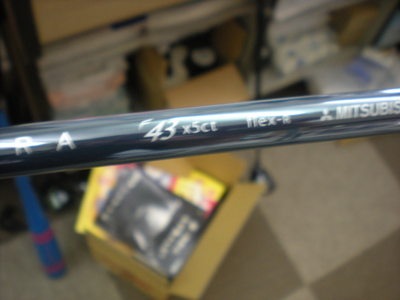 R A '43 x5ct flex-R MITSUBIS